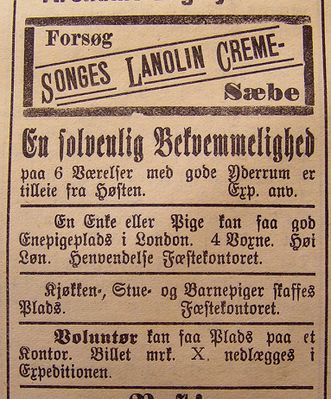 Forsøg
SONGES LANOLIN CREME-
Sæbe
En solvenlig Bekvemmelighed
paa 6 Værelser med gode Yderrum er
tilleie fra Høsten. Exp. anv.
En Enke eller Pige kan faa god
Enepigeplads i London. 4 Voxne. Høi
Løn. Henvendelse Fæstekontoret.
Kjøkken-, Stue- og Barnepiger skaffes
Plads. Fæstekontoret.
Voluntør kan faa Plads paa et
Kontor. Billet mrk. X. nedlægges i
Expeditionen.